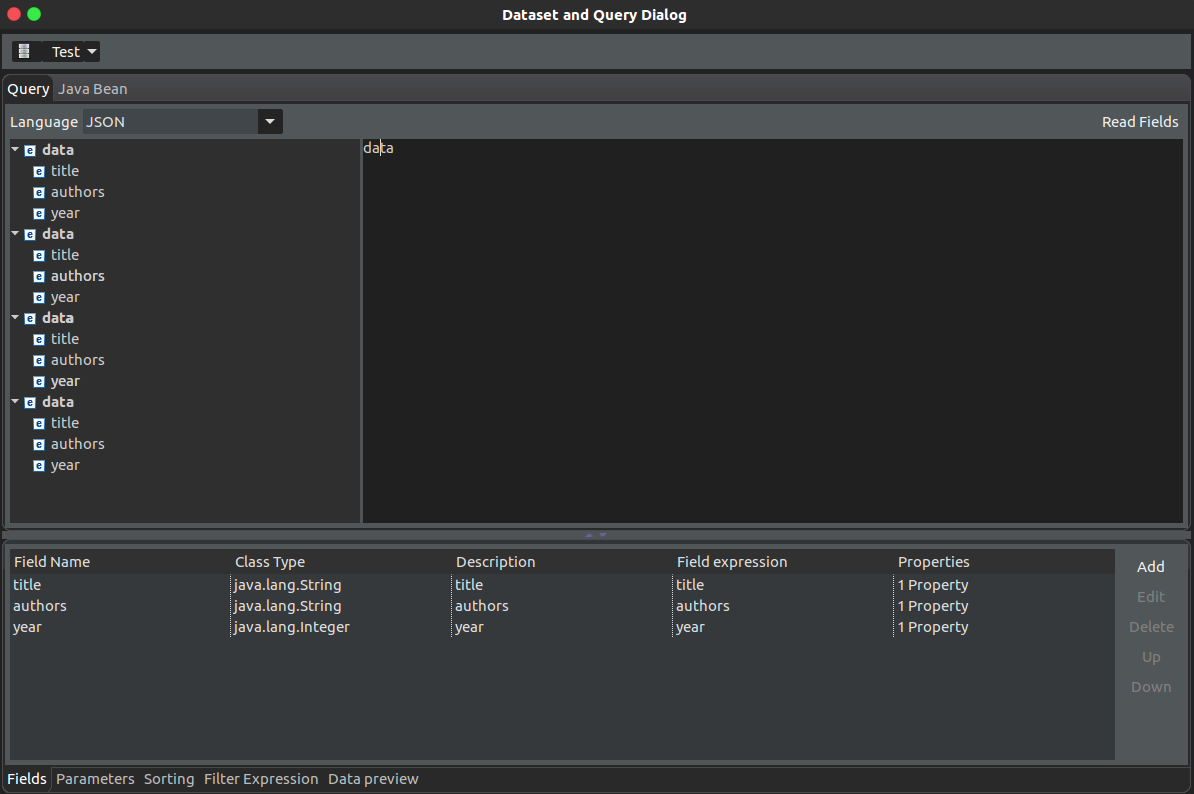 Dataset and Query Dialog
Test
Query Java Bean
Language JSON Read Fields
e data
e title
e authors
e year
e data
e title
e authors
e year
e data
e title
e authors
e year
e data
e title
e authors
e year
data
Field Name Class Type Description Field expression Properties
title java.lang.String title title 1 Property
authors java.lang.String authors authors 1 Property
year java.lang.Integer year year 1 Property
Add
Edit
Delete
Up
Down
Fields Parameters Sorting Filter Expression Data preview